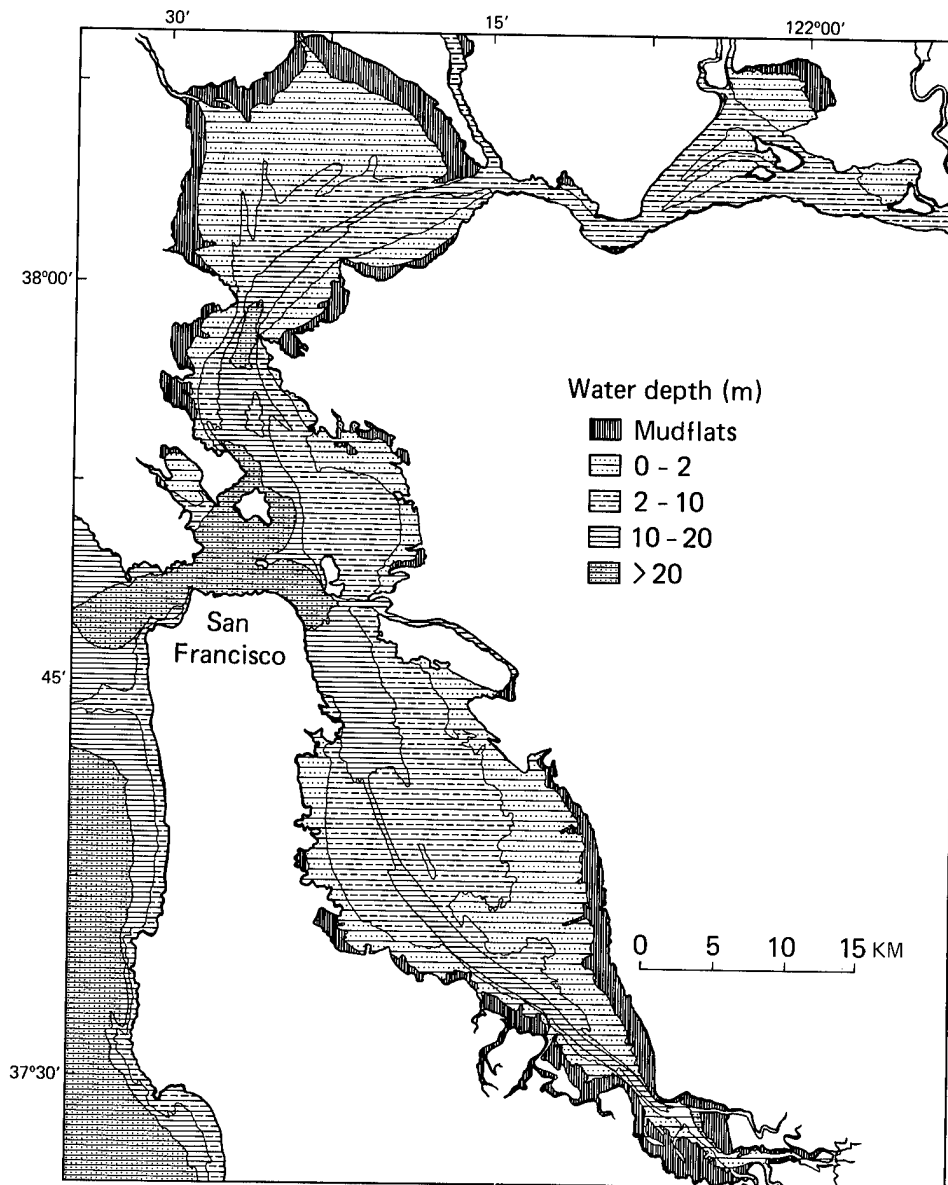 30′ 15′ 122°00′
38°00′
Water depth (m)
Mudflats
0 - 2
2 - 10
10 - 20
>20
San
Francisco
45′
0 5 10 15 KM
37°30′